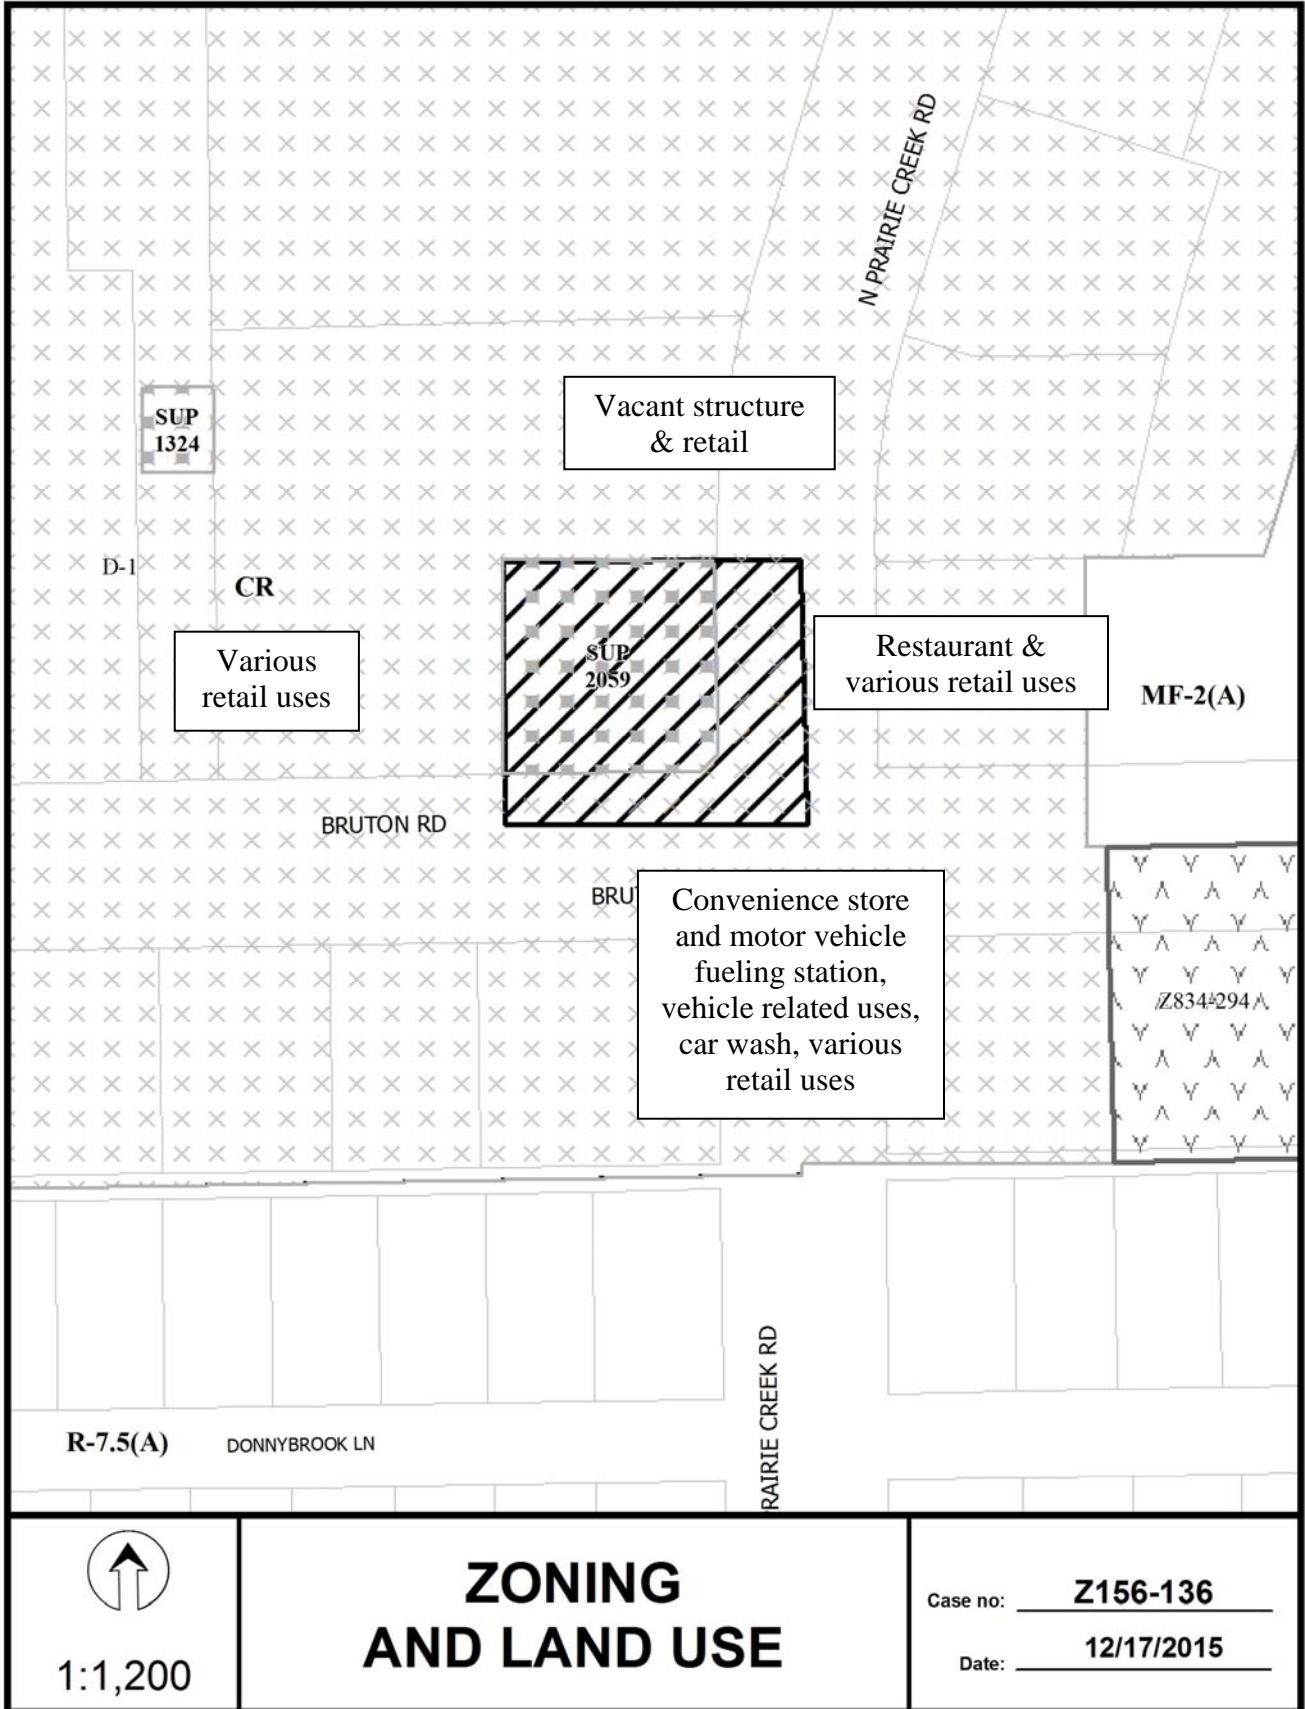 N PRAIRIE CREEK RD
Vacant structure
& retail
SUP
1324
D-1
CR
Various
retail uses
SUP
2059
Restaurant &
various retail uses
MF-2(A)
BRUTON RD
BRU
Convenience store
and motor vehicle
fueling station,
vehicle related uses,
car wash, various
retail uses
Z834-294
RAIRIE CREEK RD
R-7.5(A)
DONNYBROOK LN
1:1,200
ZONING
AND LAND USE
Case no: Z156-136
Date: 12/17/2015